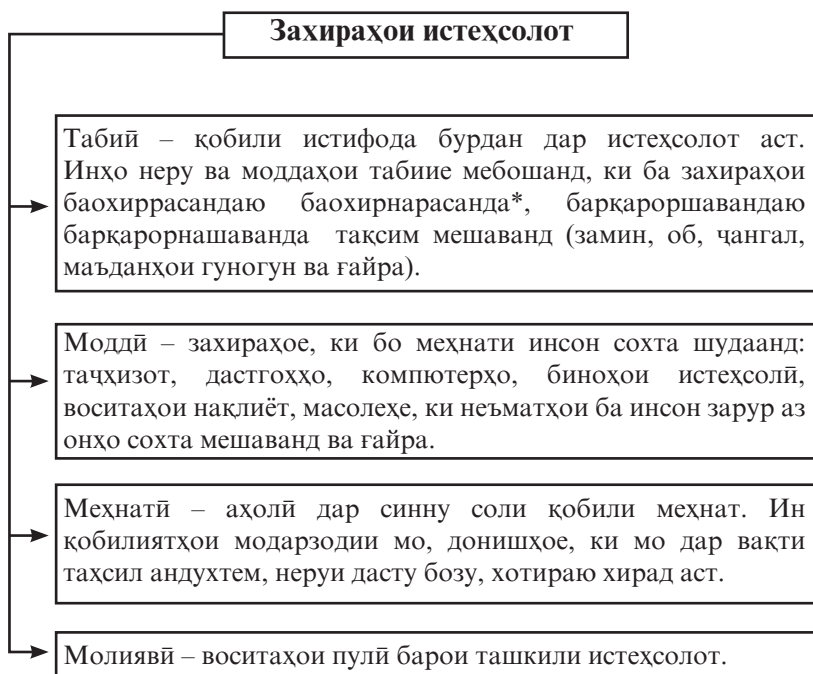 Захираҳои истеҳсолот
Табиӣ – қобили истифода бурдан дар истеҳсолот аст.
Инҳо неру ва моддаҳои табиие мебошанд, ки ба захираҳои
баохиррасандаю баохирнарасанда*, барқароршавандаю
барқарорнашаванда тақсим мешаванд (замин, об, ҷангал,
маъданҳои гуногун ва ғайра).
Моддӣ – захираҳое, ки бо меҳнати инсон сохта шудаанд:
таҷҳизот, дастгоҳҳо, компютерҳо, биноҳои истеҳсолӣ,
воситаҳои нақлиёт, масолеҳе, ки неъматҳои ба инсон зарур аз
онҳо сохта мешаванд ва ғайра.
Меҳнатӣ – аҳолӣ дар синну соли қобили меҳнат. Ин
қобилиятҳои модарзодии мо, донишҳое, ки мо дар вақти
таҳсил андухтем, неруи дасту бозу, хотираю хирад аст.
Молиявӣ – воситаҳои пулӣ барои ташкили истеҳсолот.